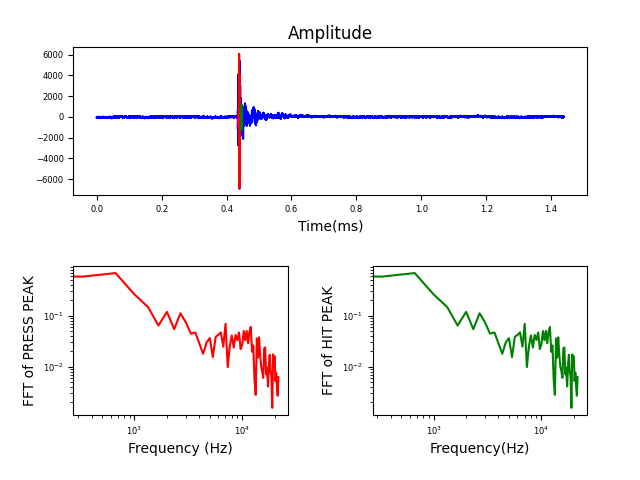 Amplitude
6000
4000
2000
0
−2000
−4000
−6000
0.0 0.2 0.4 0.6 0.8 1.0 1.2 1.4
Time(ms)
FFT of PRESS PEAK
10⁻¹
10⁻²
10³ 10⁴
Frequency (Hz)
FFT of HIT PEAK
10⁻¹
10⁻²
10³ 10⁴
Frequency(Hz)